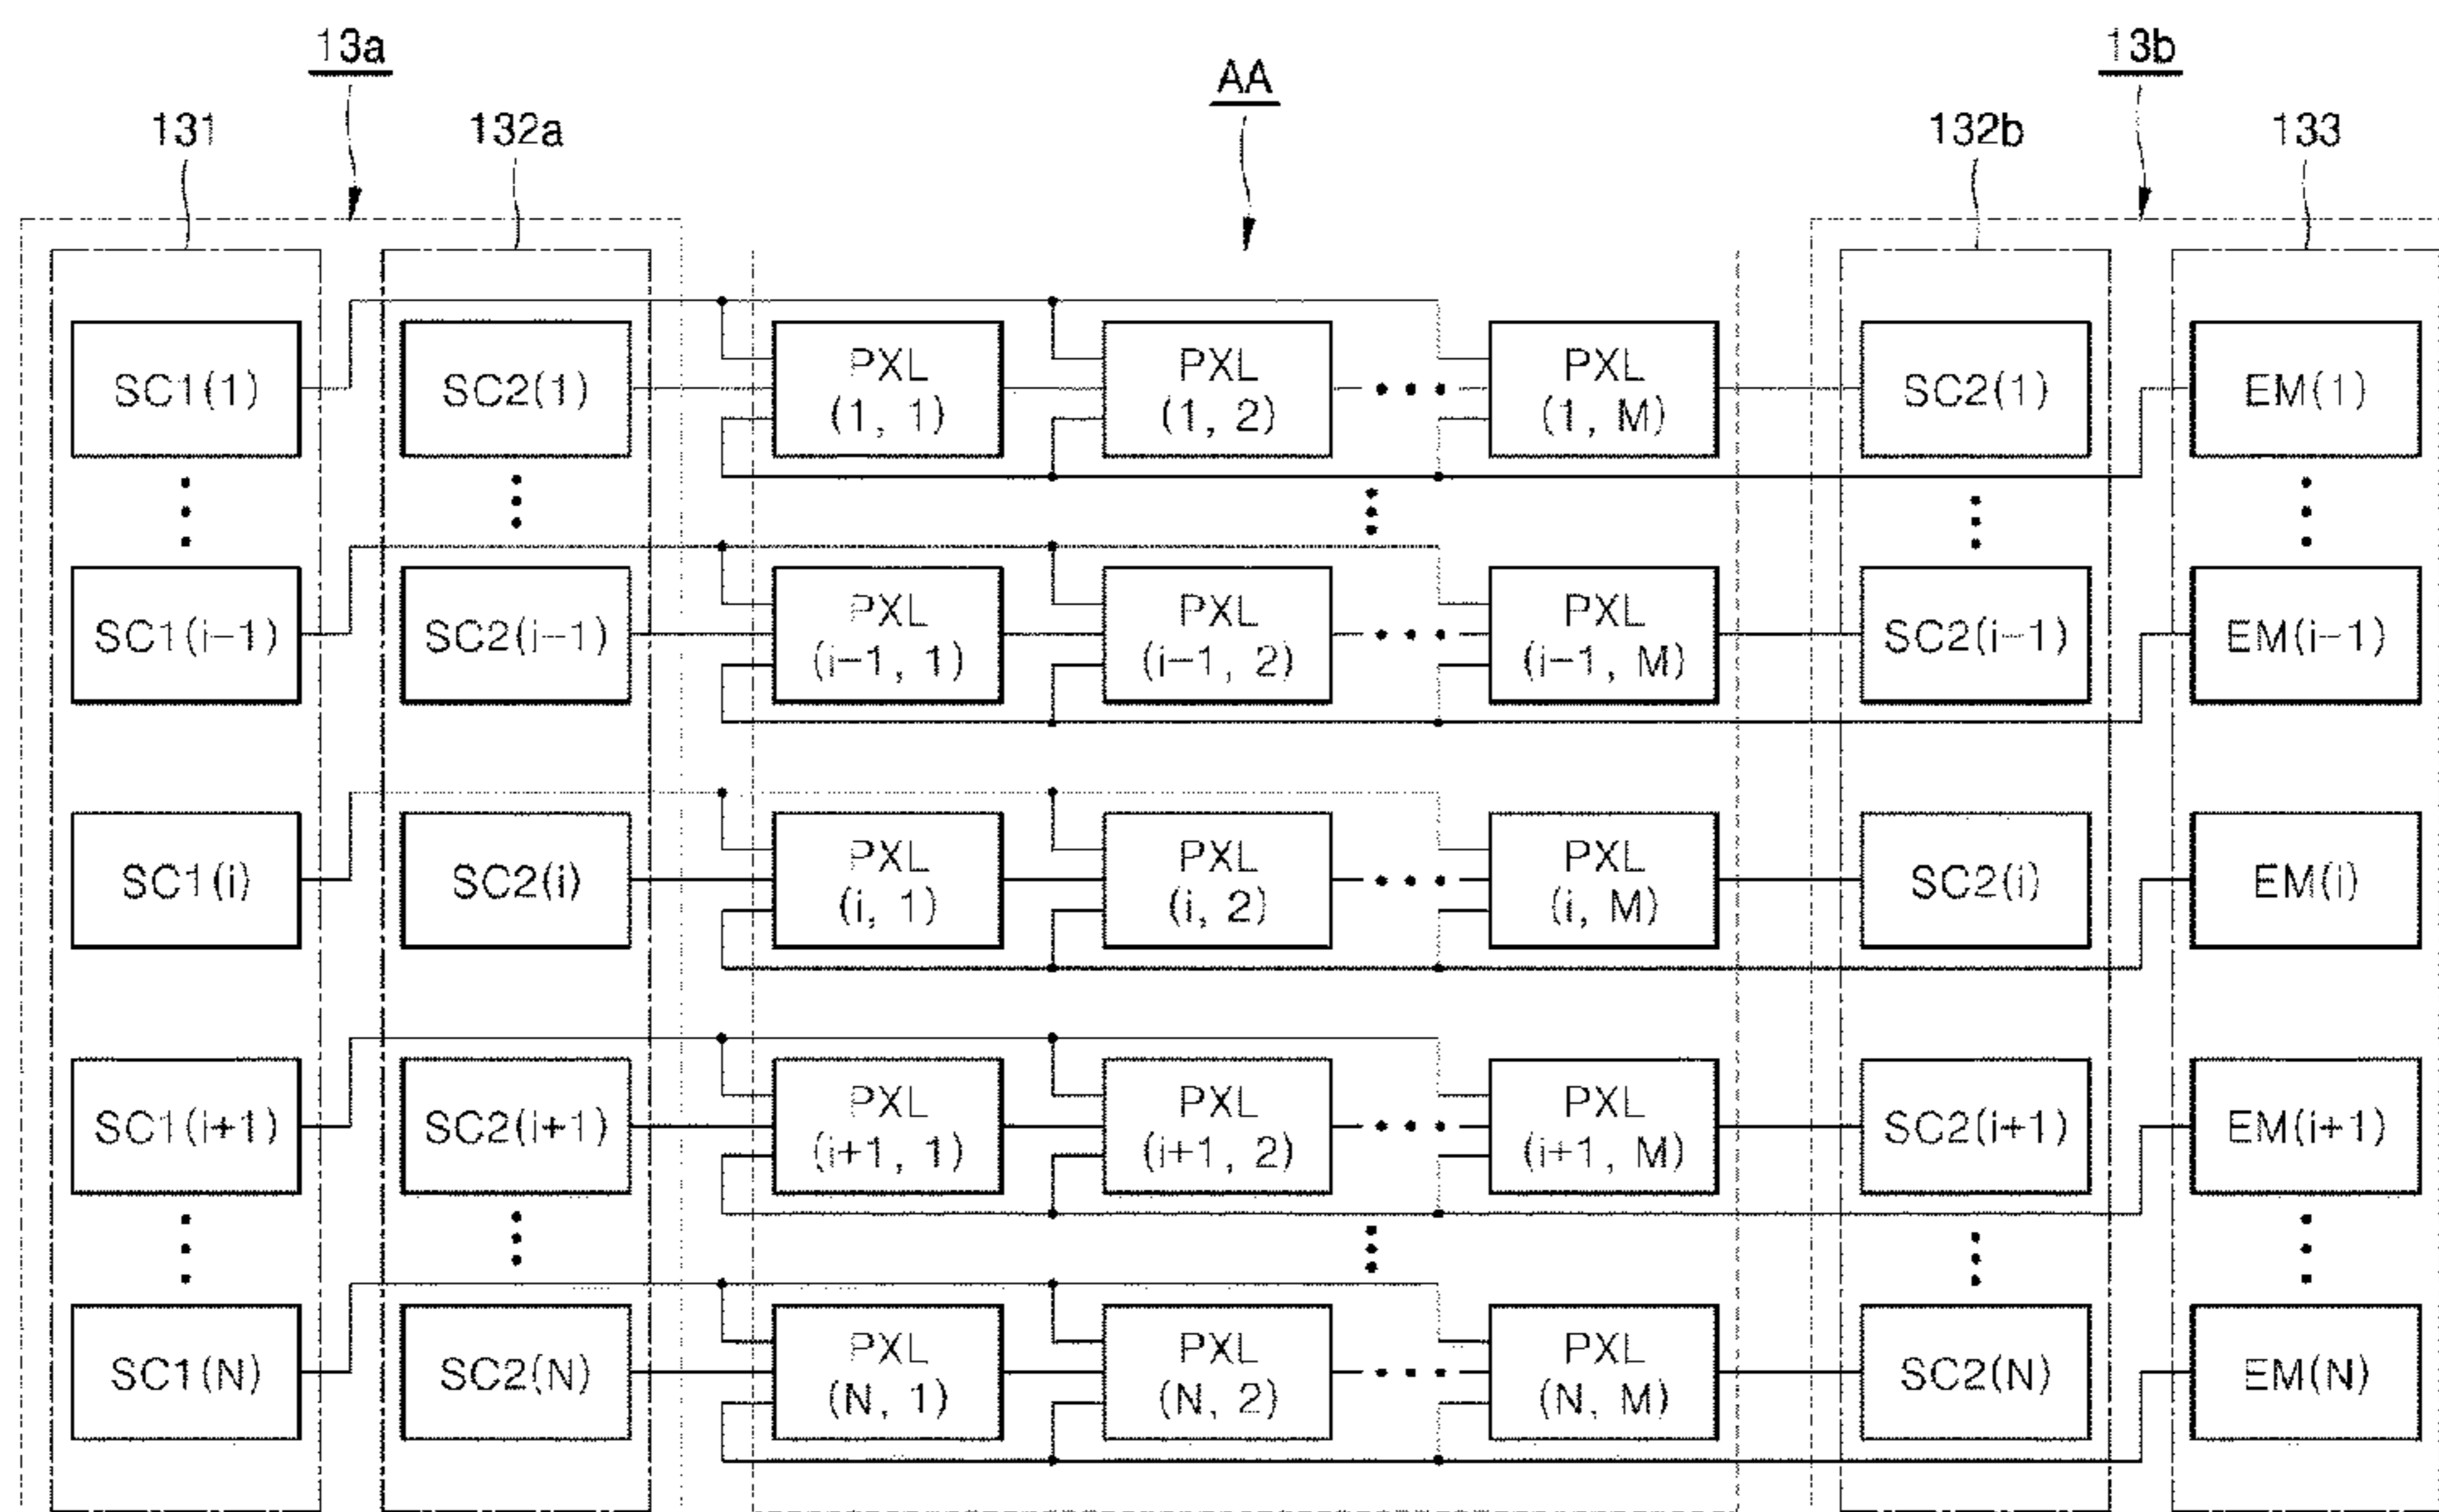 13a
13b
AA
131
132a
132b
133
SC1(1)
SC2(1)
PXL
(1, 1)
PXL
(1, 2)
PXL
(1, M)
SC2(1)
EM(1)
SC1(i-1)
SC2(i-1)
PXL
(i-1, 1)
PXL
(i-1, 2)
PXL
(i-1, M)
SC2(i-1)
EM(i-1)
SC1(i)
SC2(i)
PXL
(i, 1)
PXL
(i, 2)
PXL
(i, M)
SC2(i)
EM(i)
SC1(i+1)
SC2(i+1)
PXL
(i+1, 1)
PXL
(i+1, 2)
PXL
(i+1, M)
SC2(i+1)
EM(i+1)
SC1(N)
SC2(N)
PXL
(N, 1)
PXL
(N, 2)
PXL
(N, M)
SC2(N)
EM(N)